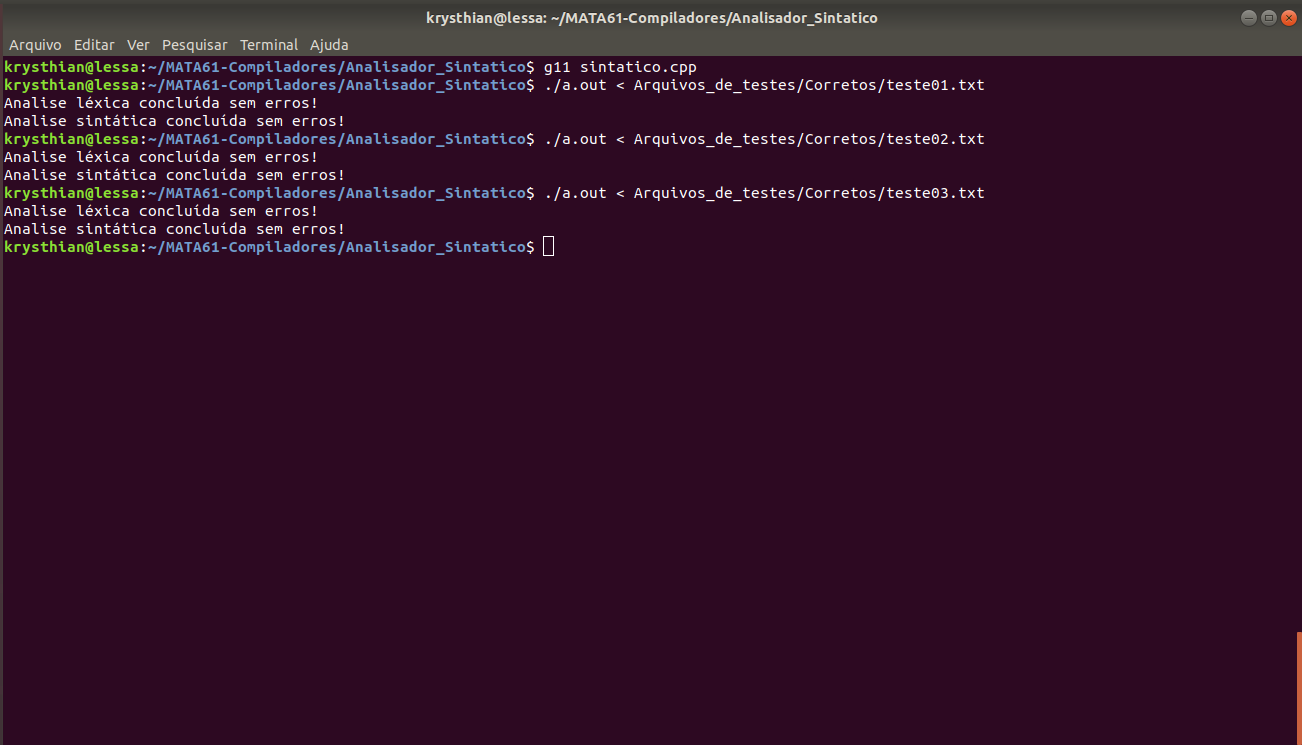 krysthian@lessa: ~/MATA61-Compiladores/Analisador_Sintatico
Arquivo Editar Ver Pesquisar Terminal Ajuda
krysthian@lessa:~/MATA61-Compiladores/Analisador_Sintatico$ g11 sintatico.cpp
krysthian@lessa:~/MATA61-Compiladores/Analisador_Sintatico$ ./a.out < Arquivos_de_testes/Corretos/teste01.txt
Analise léxica concluída sem erros!
Analise sintática concluída sem erros!
krysthian@lessa:~/MATA61-Compiladores/Analisador_Sintatico$ ./a.out < Arquivos_de_testes/Corretos/teste02.txt
Analise léxica concluída sem erros!
Analise sintática concluída sem erros!
krysthian@lessa:~/MATA61-Compiladores/Analisador_Sintatico$ ./a.out < Arquivos_de_testes/Corretos/teste03.txt
Analise léxica concluída sem erros!
Analise sintática concluída sem erros!
krysthian@lessa:~/MATA61-Compiladores/Analisador_Sintatico$